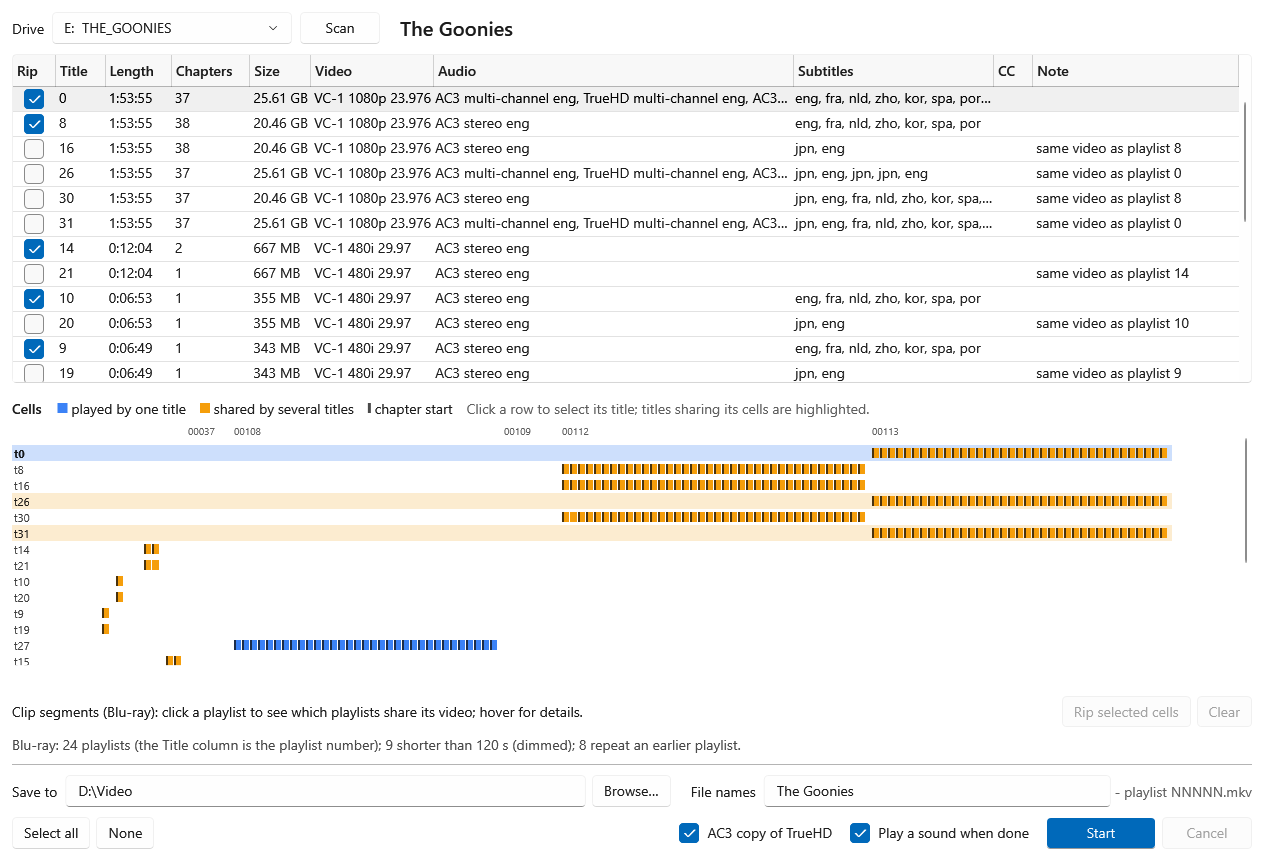 Drive E: THE_GOONIES Scan The Goonies
Rip Title Length Chapters Size Video Audio Subtitles CC Note
0 1:53:55 37 25.61 GB VC-1 1080p 23.976 AC3 multi-channel eng, TrueHD multi-channel eng, AC3... eng, fra, nld, zho, kor, spa, por...
8 1:53:55 38 20.46 GB VC-1 1080p 23.976 AC3 stereo eng eng, fra, nld, zho, kor, spa, por
16 1:53:55 38 20.46 GB VC-1 1080p 23.976 AC3 stereo eng jpn, eng same video as playlist 8
26 1:53:55 37 25.61 GB VC-1 1080p 23.976 AC3 multi-channel eng, TrueHD multi-channel eng, AC3... jpn, eng, jpn, jpn, eng same video as playlist 0
30 1:53:55 37 20.46 GB VC-1 1080p 23.976 AC3 stereo eng jpn, eng, fra, nld, zho, kor, spa,... same video as playlist 8
31 1:53:55 37 25.61 GB VC-1 1080p 23.976 AC3 multi-channel eng, TrueHD multi-channel eng, AC3... jpn, eng, fra, nld, zho, kor, spa,... same video as playlist 0
14 0:12:04 2 667 MB VC-1 480i 29.97 AC3 stereo eng
21 0:12:04 1 667 MB VC-1 480i 29.97 AC3 stereo eng same video as playlist 14
10 0:06:53 1 355 MB VC-1 480i 29.97 AC3 stereo eng eng, fra, nld, zho, kor, spa, por
20 0:06:53 1 355 MB VC-1 480i 29.97 AC3 stereo eng jpn, eng same video as playlist 10
9 0:06:49 1 343 MB VC-1 480i 29.97 AC3 stereo eng eng, fra, nld, zho, kor, spa, por
19 0:06:49 1 343 MB VC-1 480i 29.97 AC3 stereo eng jpn, eng same video as playlist 9
Cells played by one title shared by several titles chapter start Click a row to select its title; titles sharing its cells are highlighted.
00037 00108 00109 00112 00113
t0
t8
t16
t26
t30
t31
t14
t21
t10
t20
t9
t19
t27
t15
Clip segments (Blu-ray): click a playlist to see which playlists share its video; hover for details. Rip selected cells Clear
Blu-ray: 24 playlists (the Title column is the playlist number); 9 shorter than 120 s (dimmed); 8 repeat an earlier playlist.
Save to D:\Video Browse... File names The Goonies - playlist NNNNN.mkv
Select all None AC3 copy of TrueHD Play a sound when done Start Cancel